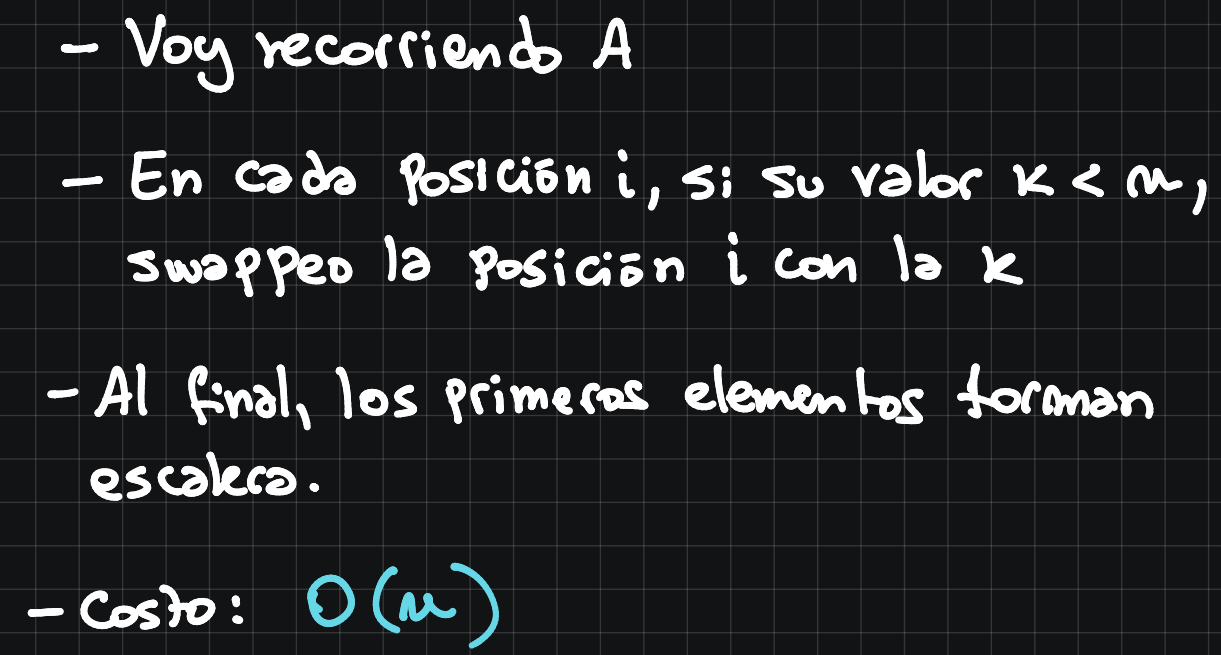 - Voy recorriendo A
- En cada posición i, si su valor k < n,
swappeo la posición i con la k
- Al final, los primeros elementos forman
escalera.
- Costo: O(n)